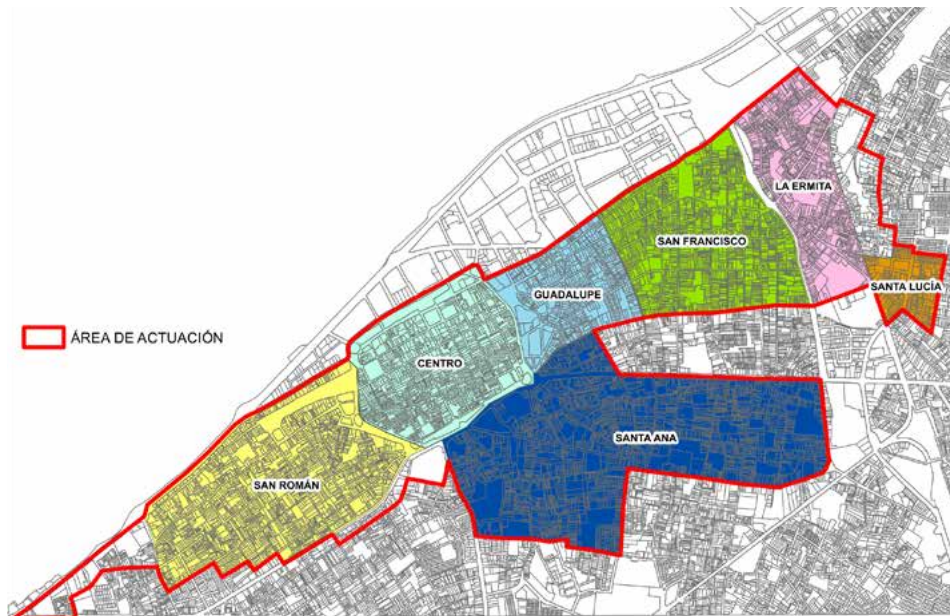 LA ERMITA
SAN FRANCISCO
SANTA LUCÍA
GUADALUPE
ÁREA DE ACTUACIÓN
CENTRO
SANTA ANA
SAN ROMÁN